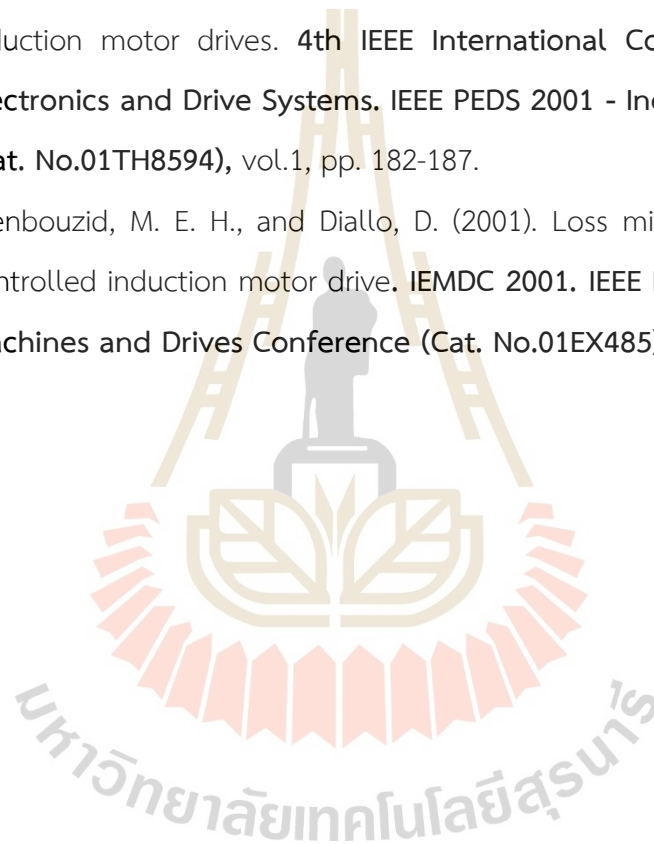 duction motor drives. 4th IEEE International Co
ectronics and Drive Systems. IEEE PEDS 2001 - In
at. No.01TH8594), vol.1, pp. 182-187.
enbouzid, M. E. H., and Diallo, D. (2001). Loss mi
ntrolled induction motor drive. IEMDC 2001. IEEE
achines and Drives Conference (Cat. No.01EX485)
มหาวิทยาลัยเทคโนโลยีสุรนารี